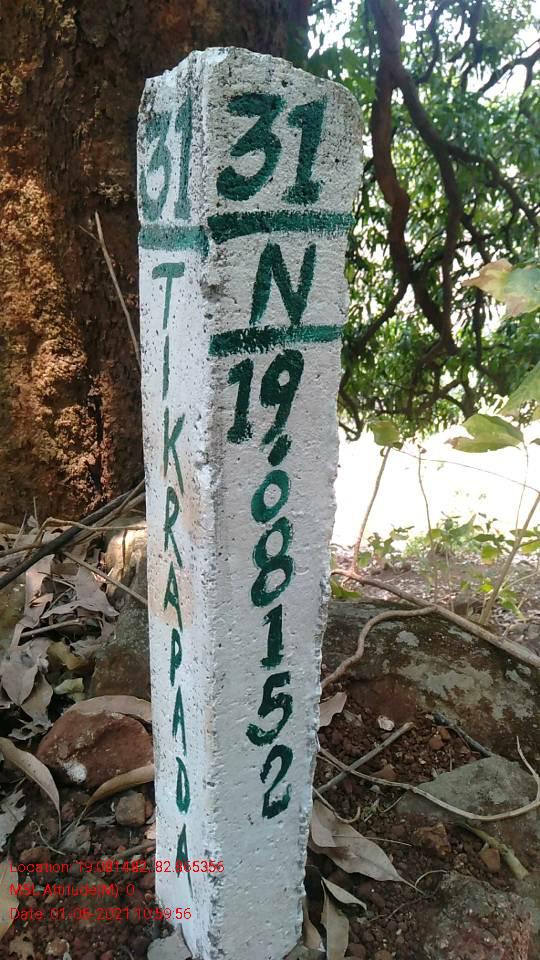 31
TIKRAPADA
31
N
19.08152
Location: 19.081482, 82.865356
MSL Altitude(M): 0
Date: 01-06-2021 10:59:56